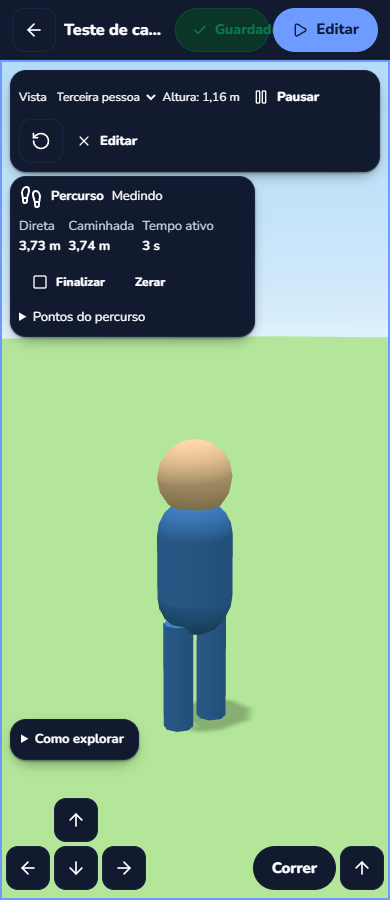 Teste de ca... Guardad Editar
Vista Terceira pessoa Altura: 1,16 m Pausar
Editar
Percurso Medindo
Direta Caminhada Tempo ativo
3,73 m 3,74 m 3 s
Finalizar Zerar
Pontos do percurso
Como explorar
Correr